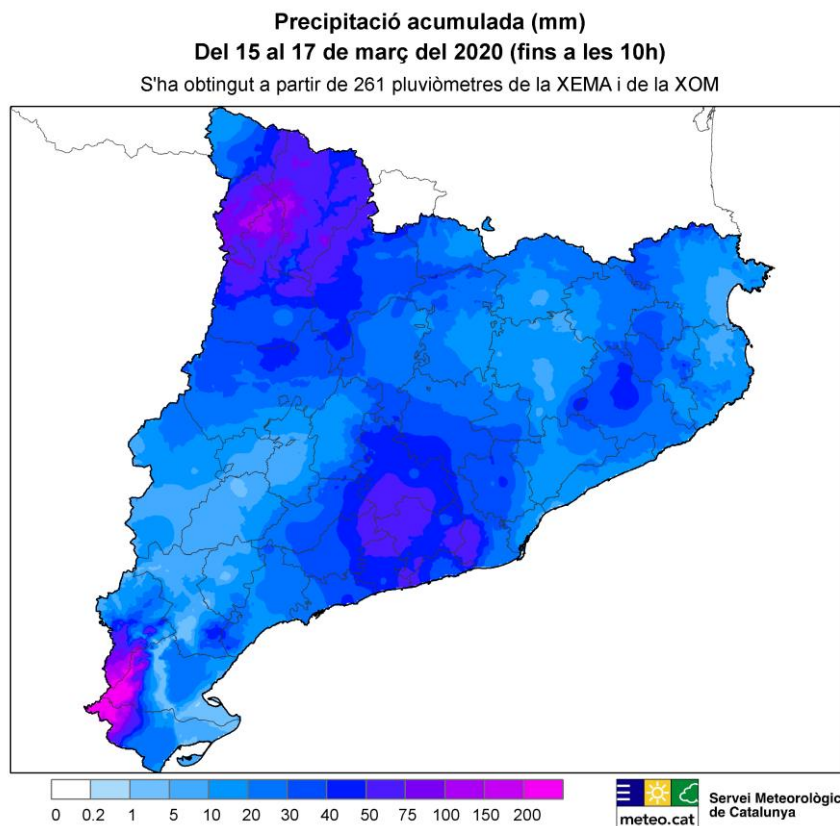 Precipitació acumulada (mm)
Del 15 al 17 de març del 2020 (fins a les 10h)
S'ha obtingut a partir de 261 pluviòmetres de la XEMA i de la XOM
0 0.2 1 5 10 20 30 40 50 75 100 150 200
meteo.cat
Servei Meteorològic
de Catalunya